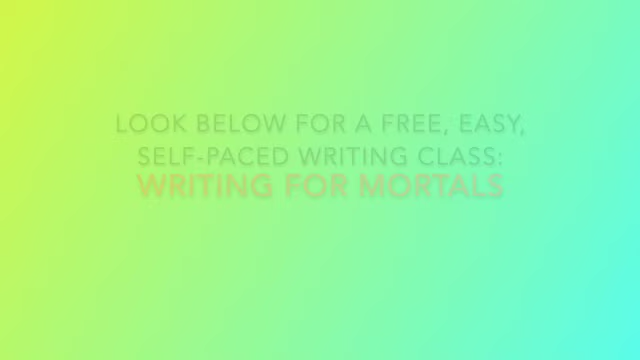 LOOK BELOW FOR A FREE, EASY,
SELF-PACED WRITING CLASS:
WRITING FOR MORTALS